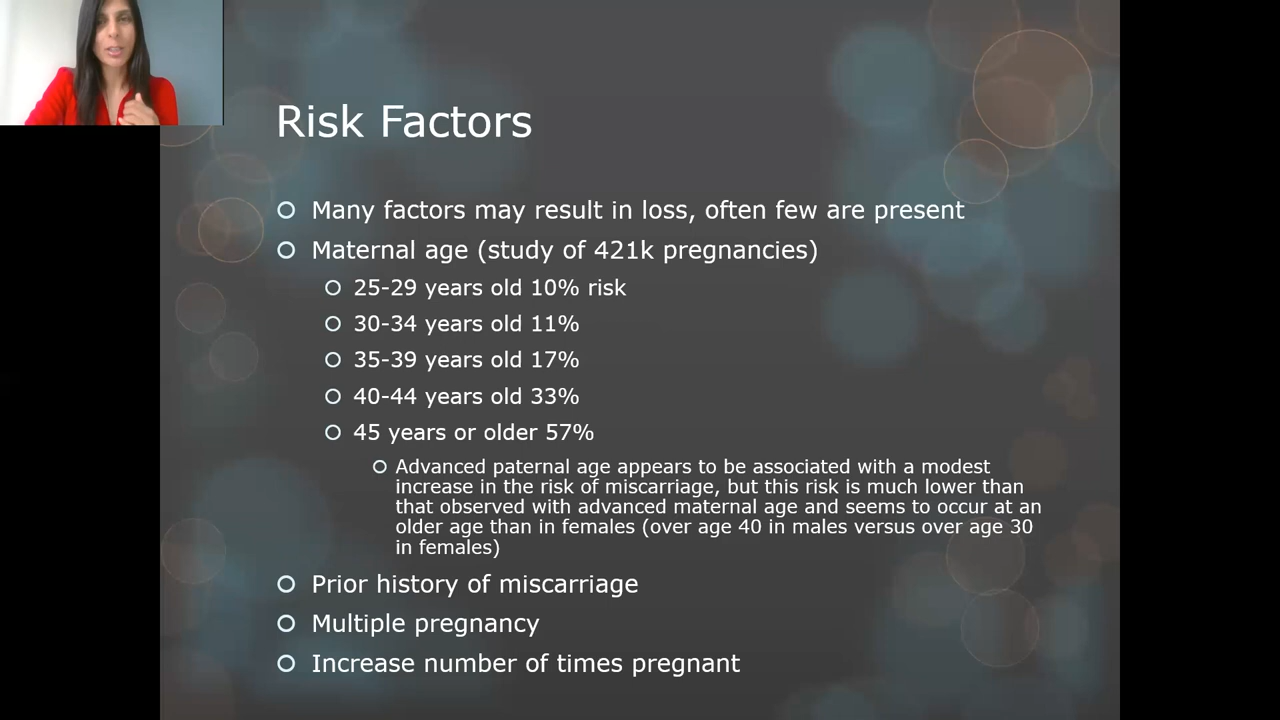 Risk Factors
Many factors may result in loss, often few are present
Maternal age (study of 421k pregnancies)
25-29 years old 10% risk
30-34 years old 11%
35-39 years old 17%
40-44 years old 33%
45 years or older 57%
Advanced paternal age appears to be associated with a modest
increase in the risk of miscarriage, but this risk is much lower than
that observed with advanced maternal age and seems to occur at an
older age than in females (over age 40 in males versus over age 30
in females)
Prior history of miscarriage
Multiple pregnancy
Increase number of times pregnant